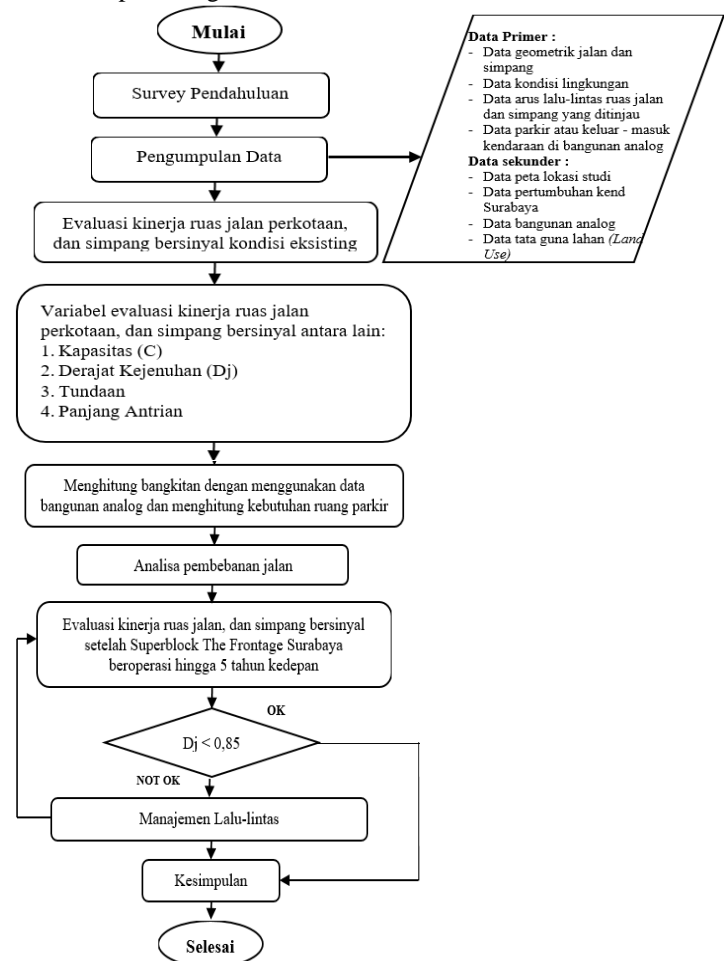 Mulai
Survey Pendahuluan
Pengumpulan Data
Data Primer :
- Data geometrik jalan dan
simpang
- Data kondisi lingkungan
- Data arus lalu-lintas ruas jalan
dan simpang yang ditinjau
- Data parkir atau keluar - masuk
kendaraan di bangunan analog
Data sekunder :
- Data peta lokasi studi
- Data pertumbuhan kend
Surabaya
- Data bangunan analog
- Data tata guna lahan (Land
Use)
Evaluasi kinerja ruas jalan perkotaan,
dan simpang bersinyal kondisi eksisting
Variabel evaluasi kinerja ruas jalan
perkotaan, dan simpang bersinyal antara lain:
1. Kapasitas (C)
2. Derajat Kejenuhan (Dj)
3. Tundaan
4. Panjang Antrian
Menghitung bangkitan dengan menggunakan data
bangunan analog dan menghitung kebutuhan ruang parkir
Analisa pembebanan jalan
Evaluasi kinerja ruas jalan, dan simpang bersinyal
setelah Superblock The Frontage Surabaya
beroperasi hingga 5 tahun kedepan
OK
Dj < 0,85
NOT OK
Manajemen Lalu-lintas
Kesimpulan
Selesai